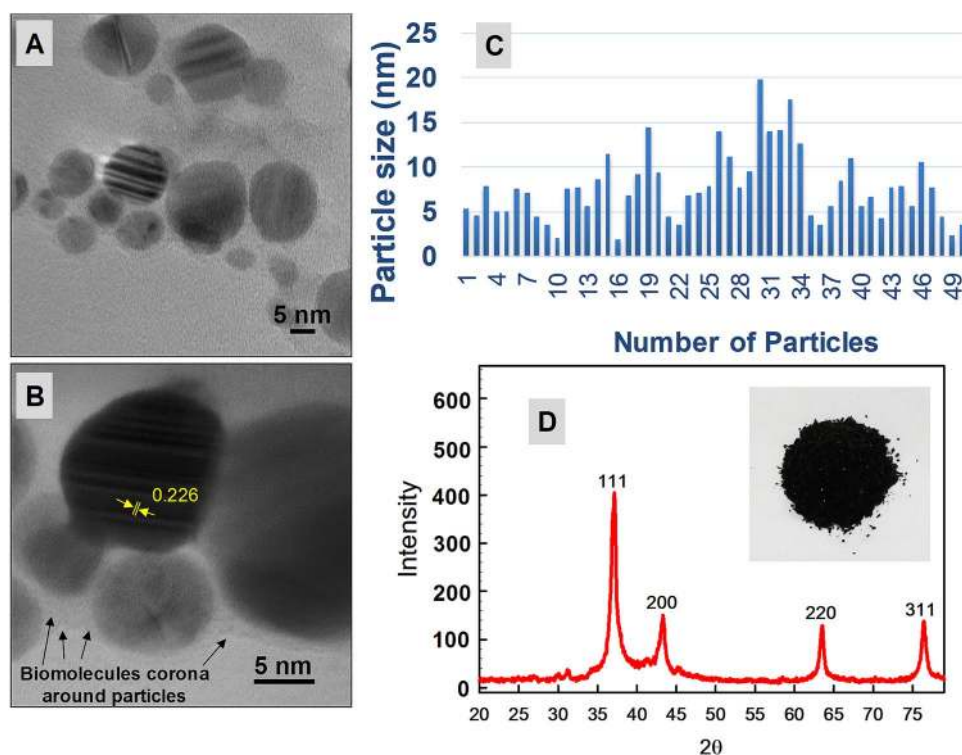 A
5 nm
B
0.226
Biomolecules corona
around particles
5 nm
C
Particle size (nm)
25
20
15
10
5
0
1 4 7 10 13 16 19 22 25 28 31 34 37 40 43 46 49
Number of Particles
D
Intensity
600
500
400
300
200
100
0
111
200
220
311
20 25 30 37 40 45 50 55 60 65 70 75
2θ